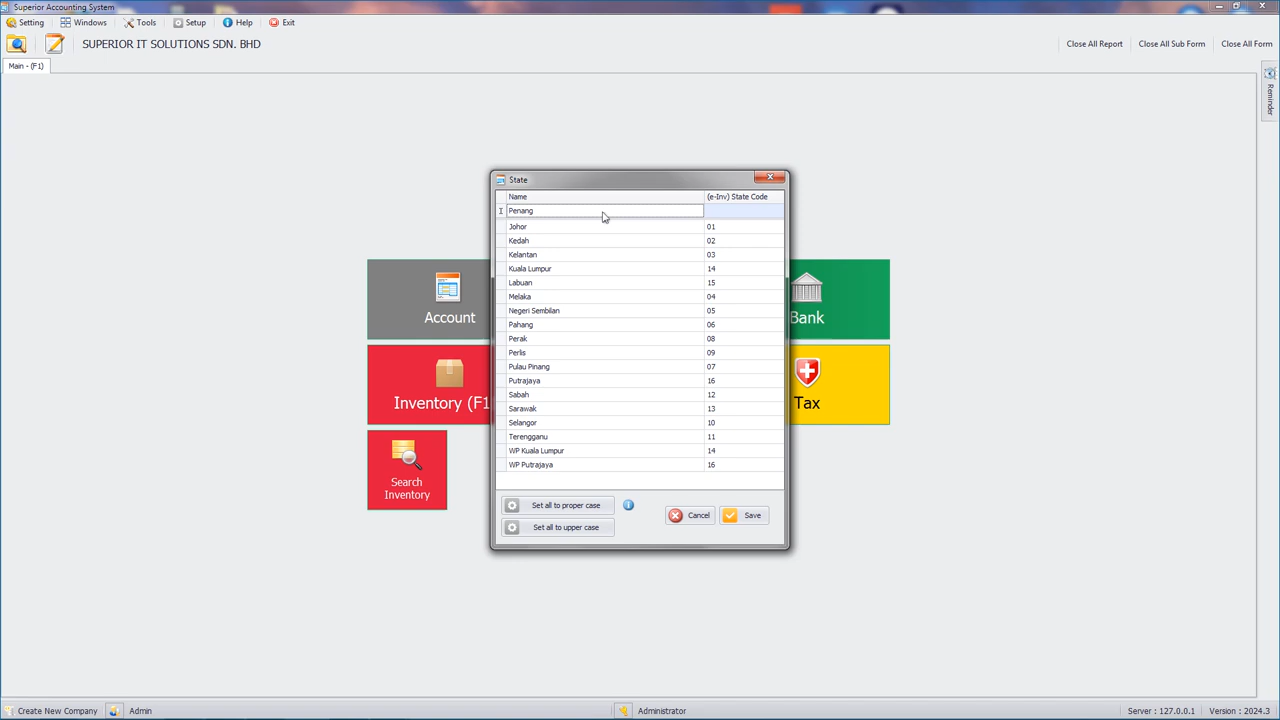 Superior Accounting System
Setting Windows Tools Setup Help Exit
SUPERIOR IT SOLUTIONS SDN. BHD
Close All Report Close All Sub Form Close All Form
Main - (F1)
Reminder
State
Name (e-Inv) State Code
Penang
Johor 01
Kedah 02
Kelantan 03
Kuala Lumpur 14
Labuan 15
Melaka 04
Negeri Sembilan 05
Pahang 06
Perak 08
Perlis 09
Pulau Pinang 07
Putrajaya 16
Sabah 12
Sarawak 13
Selangor 10
Terengganu 11
WP Kuala Lumpur 14
WP Putrajaya 16
Set all to proper case
Set all to upper case
Cancel Save
Account
Bank
Inventory (F1
Tax
Search
Inventory
Create New Company Admin Administrator Server : 127.0.0.1 Version : 2024.3